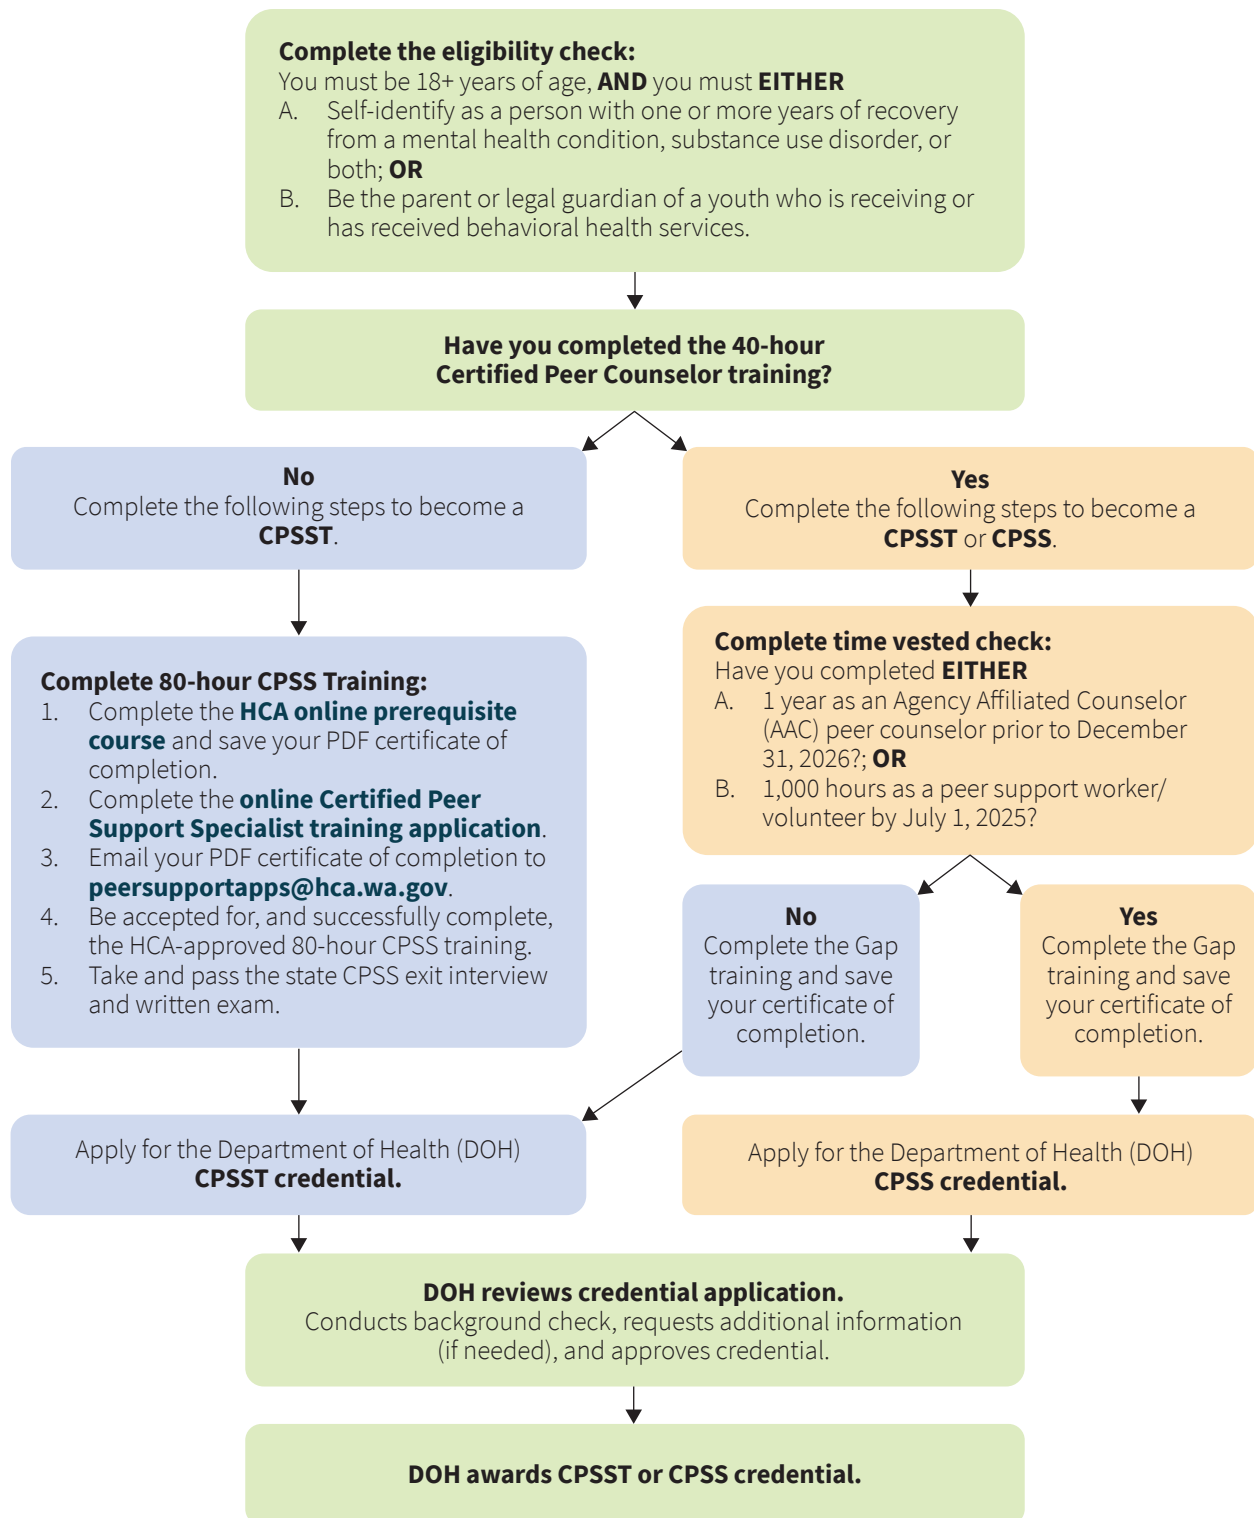 Complete the eligibility check:
You must be 18+ years of age, AND you must EITHER
A. Self-identify as a person with one or more years of recovery
from a mental health condition, substance use disorder, or
both; OR
B. Be the parent or legal guardian of a youth who is receiving or
has received behavioral health services.
Have you completed the 40-hour
Certified Peer Counselor training?
No
Complete the following steps to become a
CPSST.
Yes
Complete the following steps to become a
CPSST or CPSS.
Complete 80-hour CPSS Training:
1. Complete the HCA online prerequisite
course and save your PDF certificate of
completion.
2. Complete the online Certified Peer
Support Specialist training application.
3. Email your PDF certificate of completion to
peersupportapps@hca.wa.gov.
4. Be accepted for, and successfully complete,
the HCA-approved 80-hour CPSS training.
5. Take and pass the state CPSS exit interview
and written exam.
Complete time vested check:
Have you completed EITHER
A. 1 year as an Agency Affiliated Counselor
(AAC) peer counselor prior to December
31, 2026?; OR
B. 1,000 hours as a peer support worker/
volunteer by July 1, 2025?
No
Complete the Gap
training and save
your certificate of
completion.
Yes
Complete the Gap
training and save
your certificate of
completion.
Apply for the Department of Health (DOH)
CPSST credential.
Apply for the Department of Health (DOH)
CPSS credential.
DOH reviews credential application.
Conducts background check, requests additional information
(if needed), and approves credential.
DOH awards CPSST or CPSS credential.